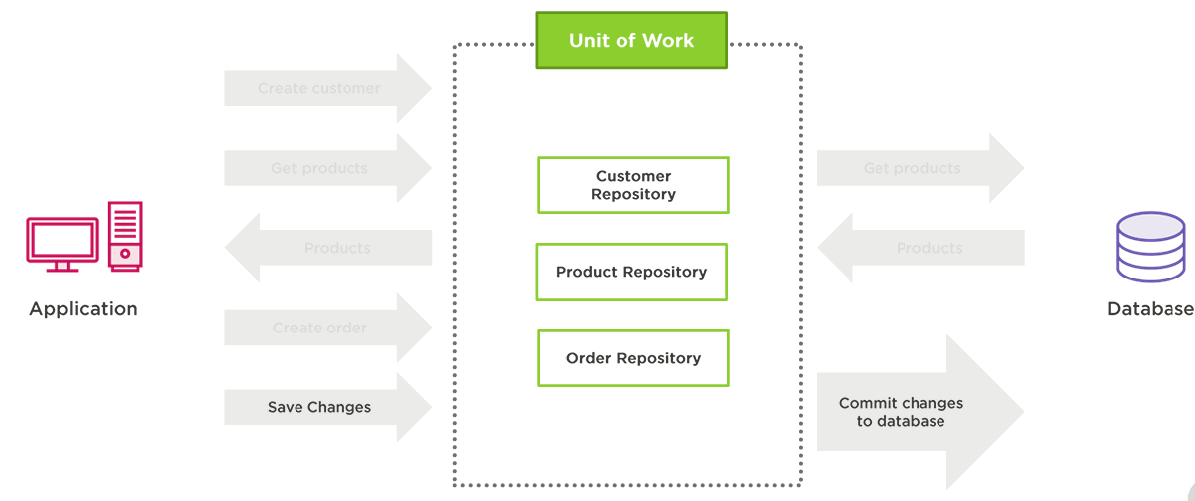 Unit of Work
Create customer
Get products
Products
Create order
Save Changes
Application
Customer
Repository
Product Repository
Order Repository
Get products
Products
Commit changes
to database
Database